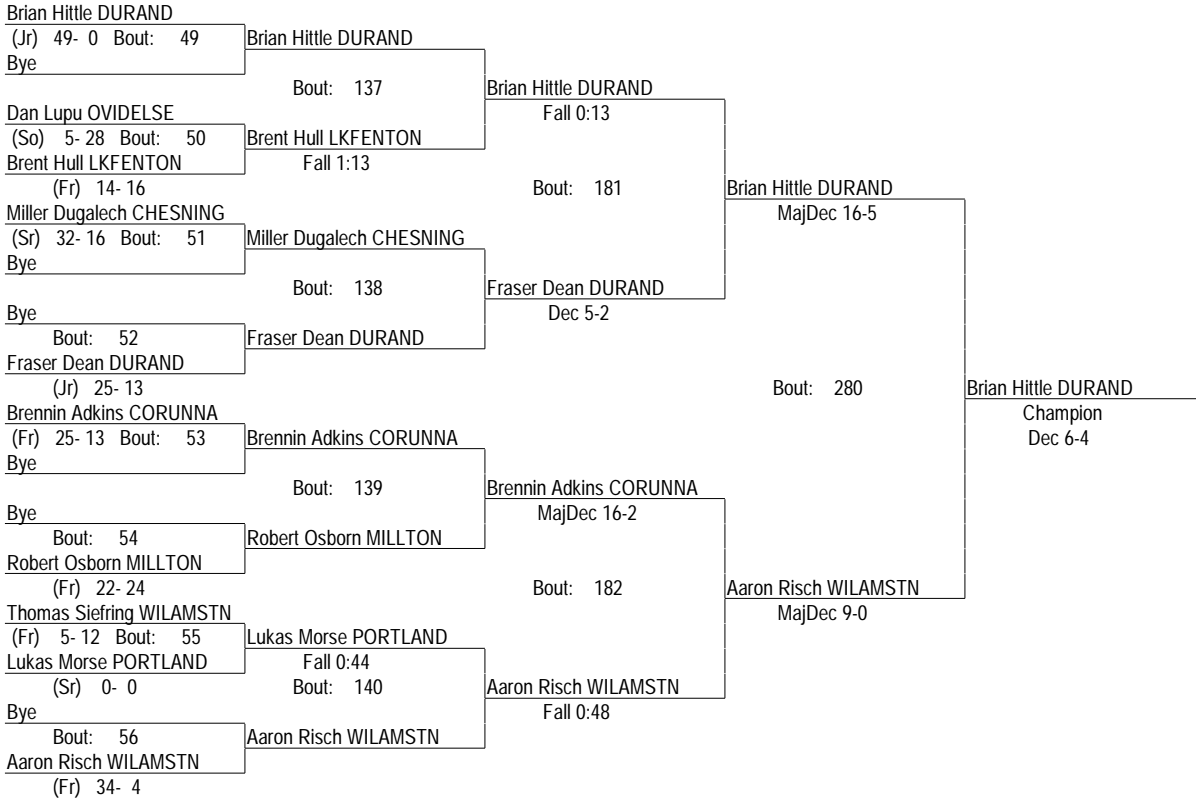 Brian Hittle DURAND
(Jr) 49- 0 Bout: 49
Brian Hittle DURAND
Bye
Bout: 137
Brian Hittle DURAND
Dan Lupu OVIDELSE
Fall 0:13
(So) 5- 28 Bout: 50
Brent Hull LKFENTON
Brent Hull LKFENTON
Fall 1:13
(Fr) 14- 16
Bout: 181
Brian Hittle DURAND
Miller Dugalech CHESNING
MajDec 16-5
(Sr) 32- 16 Bout: 51
Miller Dugalech CHESNING
Bye
Bout: 138
Fraser Dean DURAND
Bye
Dec 5-2
Bout: 52
Fraser Dean DURAND
Fraser Dean DURAND
(Jr) 25- 13
Bout: 280
Brian Hittle DURAND
Brennin Adkins CORUNNA
Champion
(Fr) 25- 13 Bout: 53
Brennin Adkins CORUNNA
Dec 6-4
Bye
Bout: 139
Brennin Adkins CORUNNA
Bye
MajDec 16-2
Bout: 54
Robert Osborn MILLTON
Robert Osborn MILLTON
(Fr) 22- 24
Bout: 182
Aaron Risch WILAMSTN
Thomas Siefring WILAMSTN
MajDec 9-0
(Fr) 5- 12 Bout: 55
Lukas Morse PORTLAND
Lukas Morse PORTLAND
Fall 0:44
(Sr) 0- 0
Bout: 140
Aaron Risch WILAMSTN
Bye
Fall 0:48
Bout: 56
Aaron Risch WILAMSTN
Aaron Risch WILAMSTN
(Fr) 34- 4